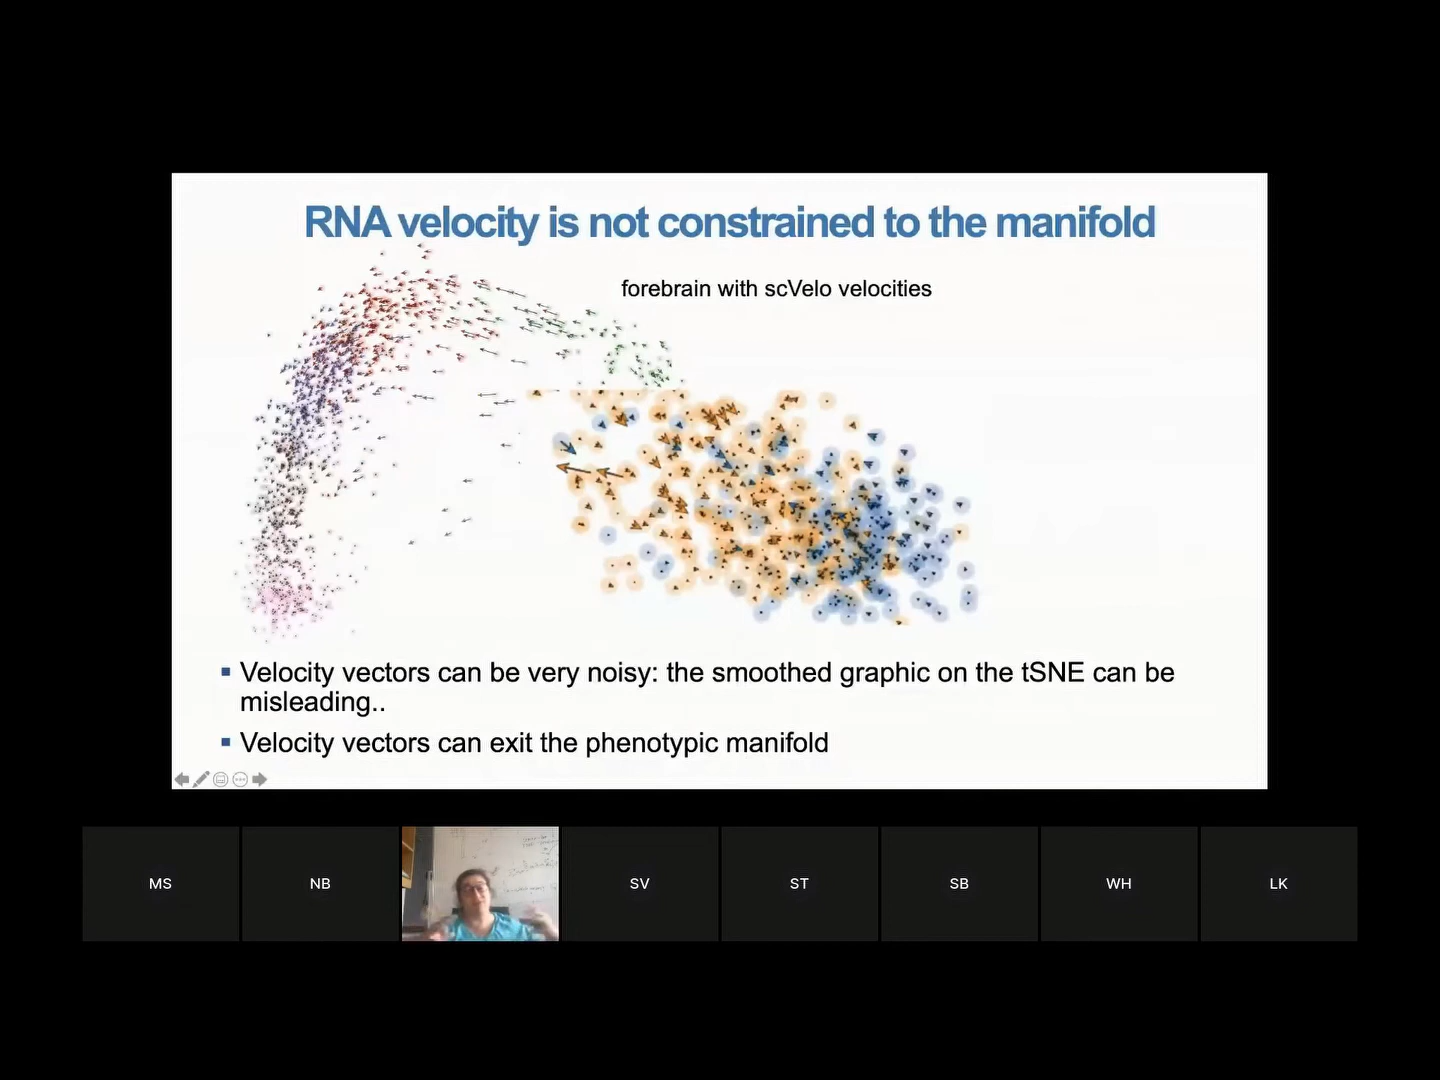 RNA velocity is not constrained to the manifold
forebrain with scVelo velocities
Velocity vectors can be very noisy: the smoothed graphic on the tSNE can be
misleading..
Velocity vectors can exit the phenotypic manifold
MS
NB
SV
ST
SB
WH
LK